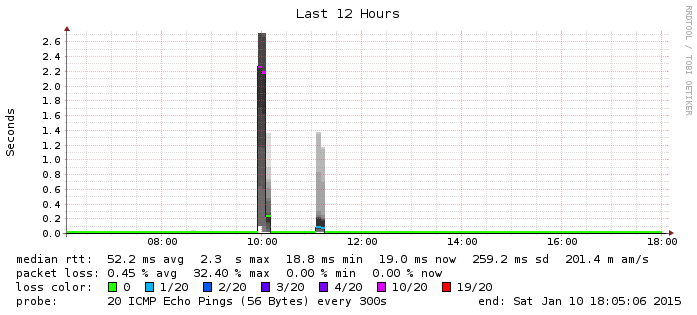 Last 12 Hours
RRDTOOL / TOBI OETIKER
Seconds
2.6
2.4
2.2
2.0
1.8
1.6
1.4
1.2
1.0
0.8
0.6
0.4
0.2
0.0
08:00 10:00 12:00 14:00 16:00 18:00
median rtt: 52.2 ms avg 2.3 s max 18.8 ms min 19.0 ms now 259.2 ms sd 201.4 m am/s
packet loss: 0.45 % avg 32.40 % max 0.00 % min 0.00 % now
loss color: 0 1/20 2/20 3/20 4/20 10/20 19/20
probe: 20 ICMP Echo Pings (56 Bytes) every 300s end: Sat Jan 10 18:05:06 2015